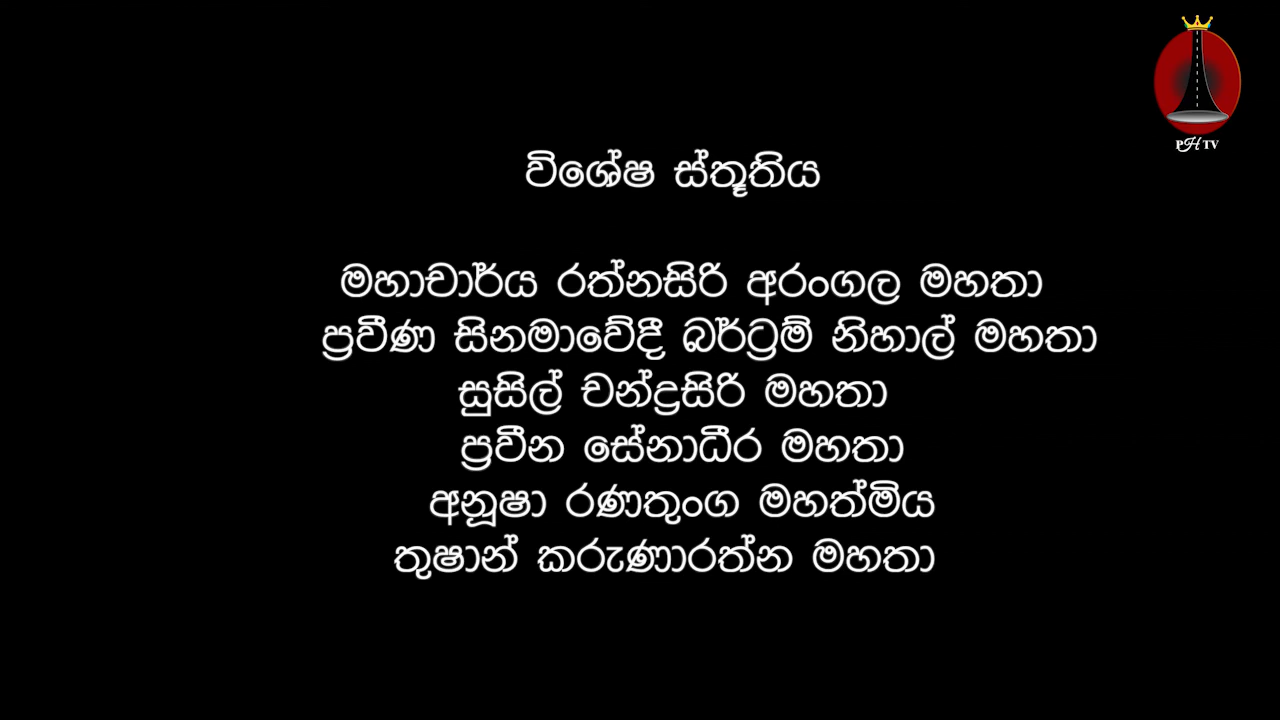 PH TV
විශේෂ ස්තූතිය
මහාචාර්ය රත්නසිරි අරංගල මහතා
ප්‍රවීණ සිනමාවේදී බර්ට්‍රම් නිහාල් මහතා
සුසිල් චන්ද්‍රසිරි මහතා
ප්‍රවීන සේනාධීර මහතා
අනූෂා රණතුංග මහත්මිය
තුෂාන් කරුණාරත්න මහතා